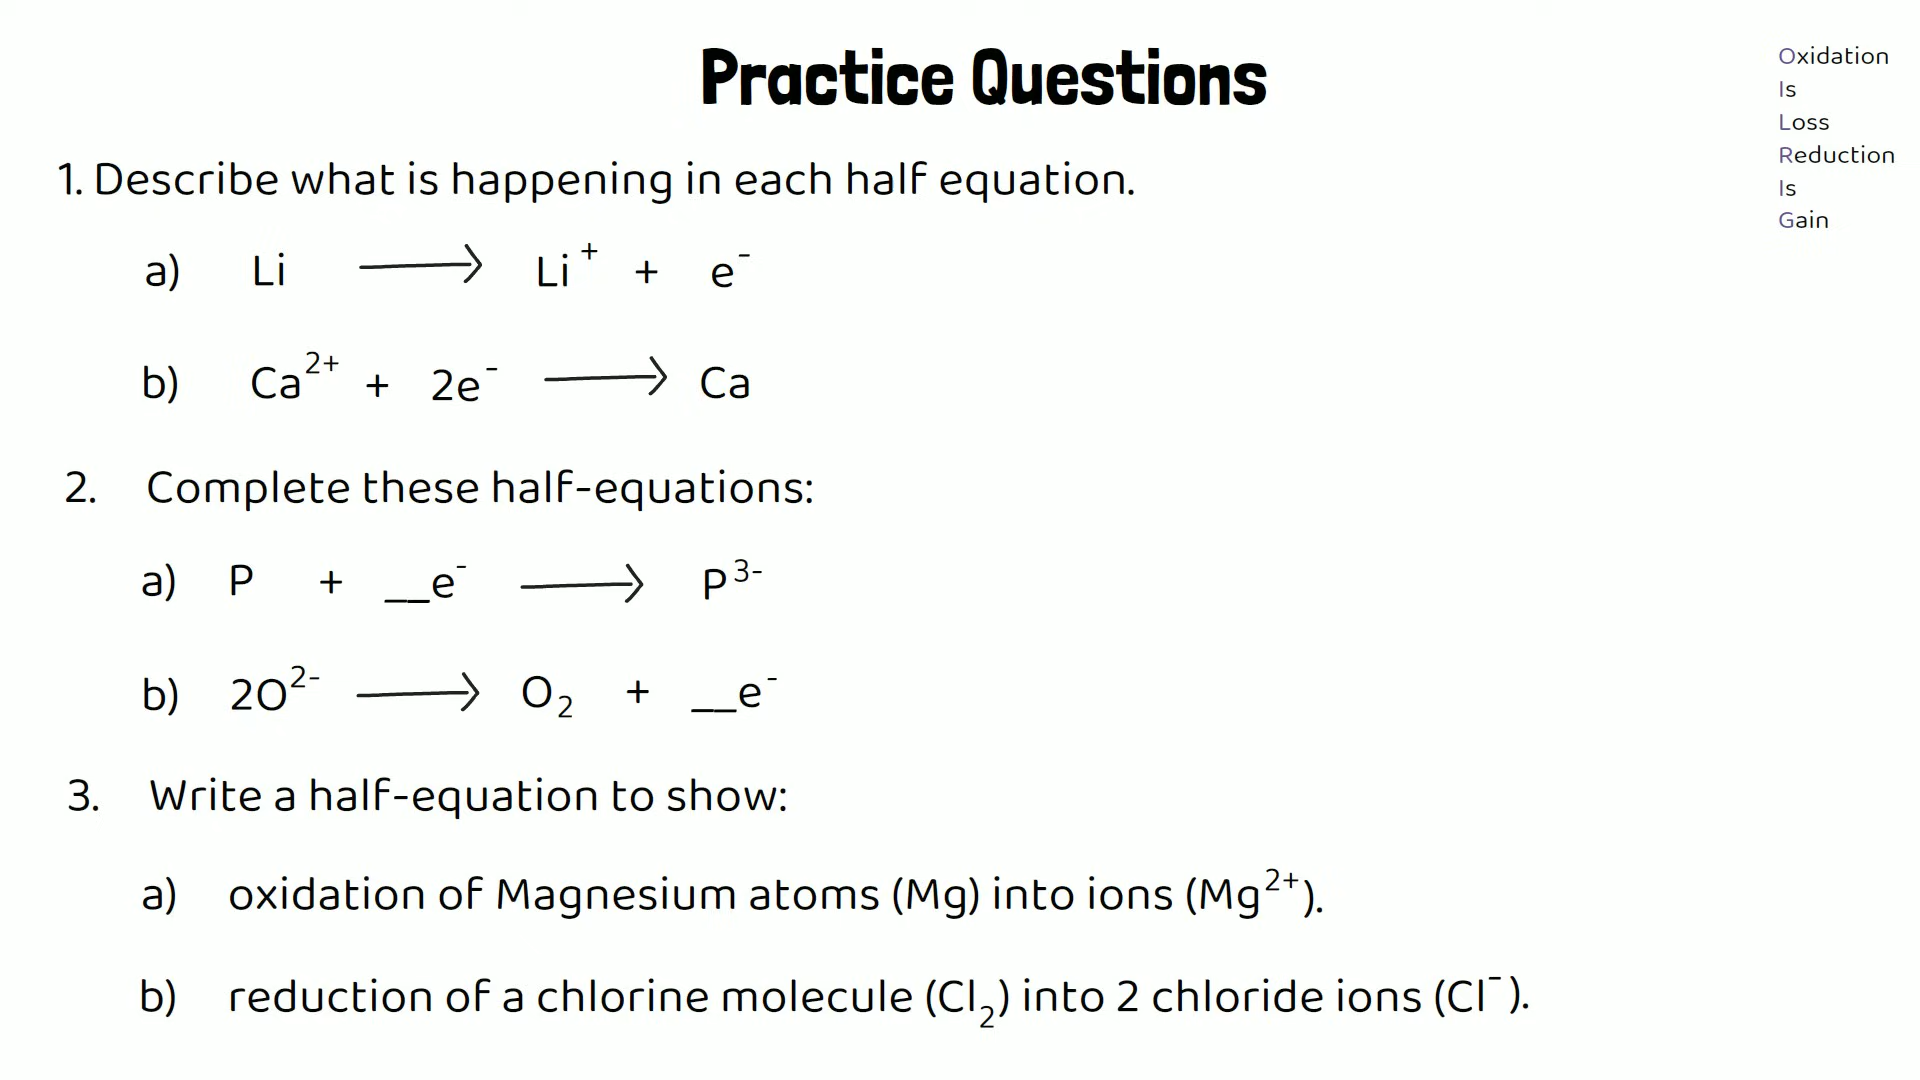 Practice Questions
Oxidation
Is
Loss
Reduction
Is
Gain
1. Describe what is happening in each half equation.
a) Li ⟶ Li⁺ + e⁻
b) Ca²⁺ + 2e⁻ ⟶ Ca
2. Complete these half-equations:
a) P + __e⁻ ⟶ P³⁻
b) 2O²⁻ ⟶ O₂ + __e⁻
3. Write a half-equation to show:
a) oxidation of Magnesium atoms (Mg) into ions (Mg²⁺).
b) reduction of a chlorine molecule (Cl₂) into 2 chloride ions (Cl⁻).